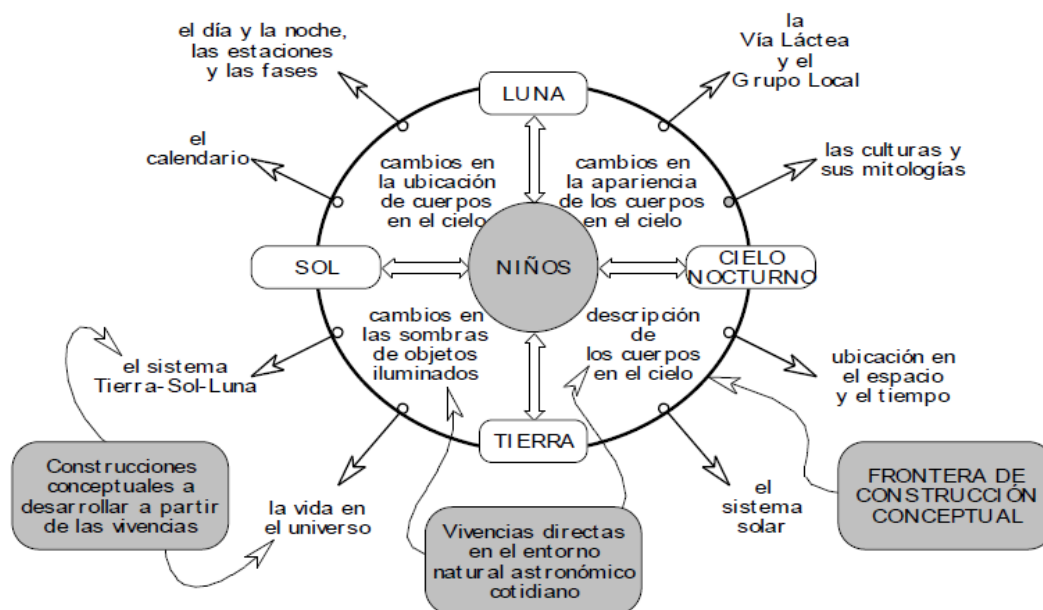 el día y la noche,
las estaciones
y las fases
la
Vía Láctea
y el
Grupo Local
LUNA
el
calendario
las culturas y
sus mitologías
cambios en
la ubicación
de cuerpos
en el cielo
cambios en
la apariencia
de los cuerpos
en el cielo
SOL
NIÑOS
CIELO
NOCTURNO
cambios en
las sombras
de objetos
iluminados
descripción
de
los cuerpos
en el cielo
el sistema
Tierra-Sol-Luna
ubicación en
el espacio
y el tiempo
TIERRA
Construcciones
conceptuales a
desarrollar a partir
de las vivencias
la vida en
el universo
Vivencias directas
en el entorno
natural astronómico
cotidiano
el
sistema
solar
FRONTERA DE
CONSTRUCCIÓN
CONCEPTUAL